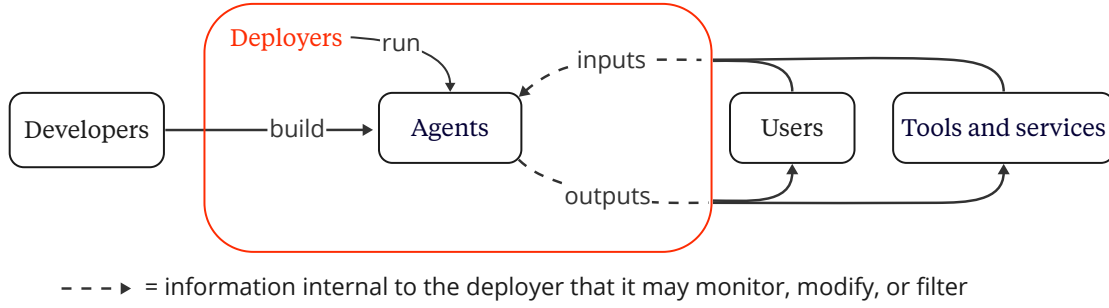 Deployers
run
inputs
Developers
build
Agents
Users
Tools and services
outputs
= information internal to the deployer that it may monitor, modify, or filter